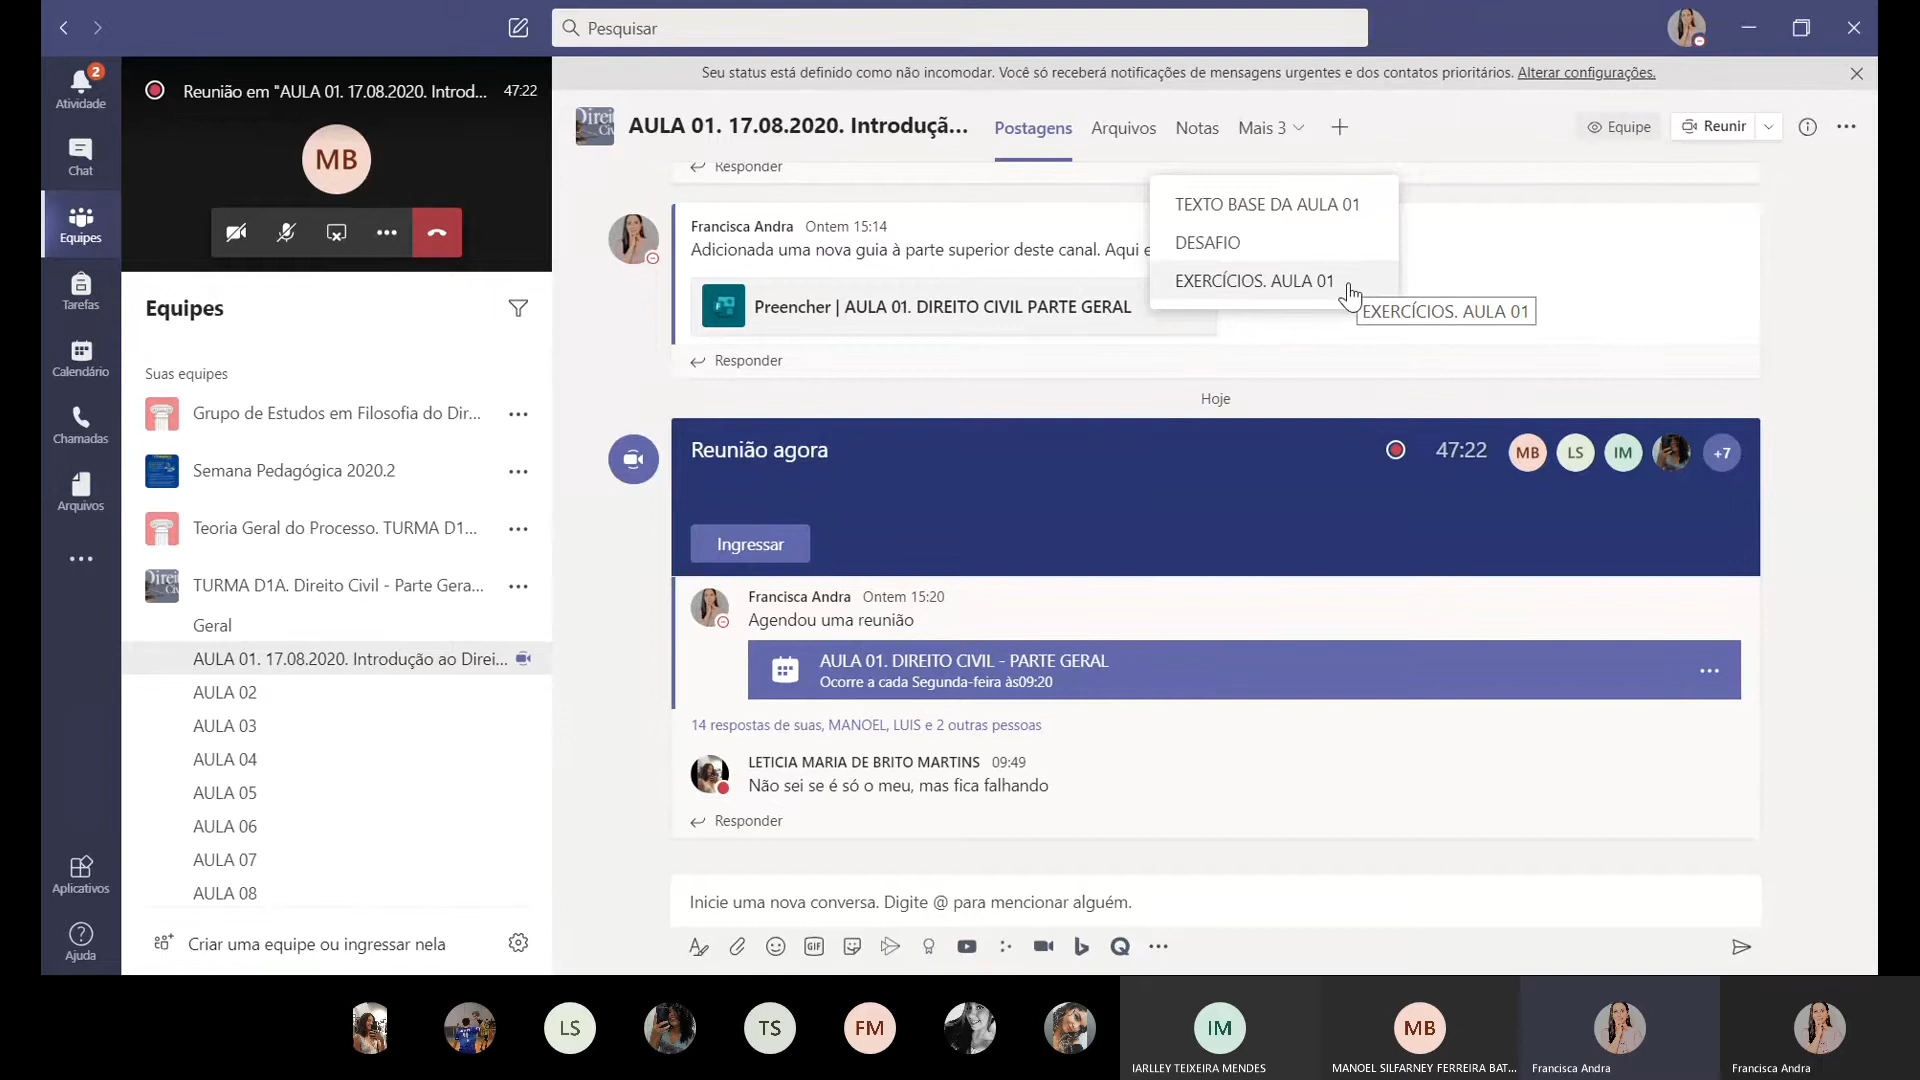 Pesquisar
2
Atividade
Chat
Equipes
Tarefas
Calendário
Chamadas
Arquivos
Aplicativos
Ajuda
Reunião em "AULA 01. 17.08.2020. Introd...
47:22
MB
Equipes
Suas equipes
Grupo de Estudos em Filosofia do Dir...
Semana Pedagógica 2020.2
Teoria Geral do Processo. TURMA D1...
TURMA D1A. Direito Civil - Parte Gera...
Geral
AULA 01. 17.08.2020. Introdução ao Direi...
AULA 02
AULA 03
AULA 04
AULA 05
AULA 06
AULA 07
AULA 08
Criar uma equipe ou ingressar nela
Seu status está definido como não incomodar. Você só receberá notificações de mensagens urgentes e dos contatos prioritários. Alterar configurações.
AULA 01. 17.08.2020. Introduçã...
Postagens
Arquivos
Notas
Mais 3
Equipe
Reunir
Responder
TEXTO BASE DA AULA 01
DESAFIO
EXERCÍCIOS. AULA 01
EXERCÍCIOS. AULA 01
Francisca Andra Ontem 15:14
Adicionada uma nova guia à parte superior deste canal. Aqui e
Preencher | AULA 01. DIREITO CIVIL PARTE GERAL
Responder
Hoje
Reunião agora
47:22
MB
LS
IM
+7
Ingressar
Francisca Andra Ontem 15:20
Agendou uma reunião
AULA 01. DIREITO CIVIL - PARTE GERAL
Ocorre a cada Segunda-feira às09:20
14 respostas de suas, MANOEL, LUIS e 2 outras pessoas
LETICIA MARIA DE BRITO MARTINS 09:49
Não sei se é só o meu, mas fica falhando
Responder
Inicie uma nova conversa. Digite @ para mencionar alguém.
GIF
LS
TS
FM
IM
MB
IARLLEY TEIXEIRA MENDES
MANOEL SILFARNEY FERREIRA BAT...
Francisca Andra
Francisca Andra